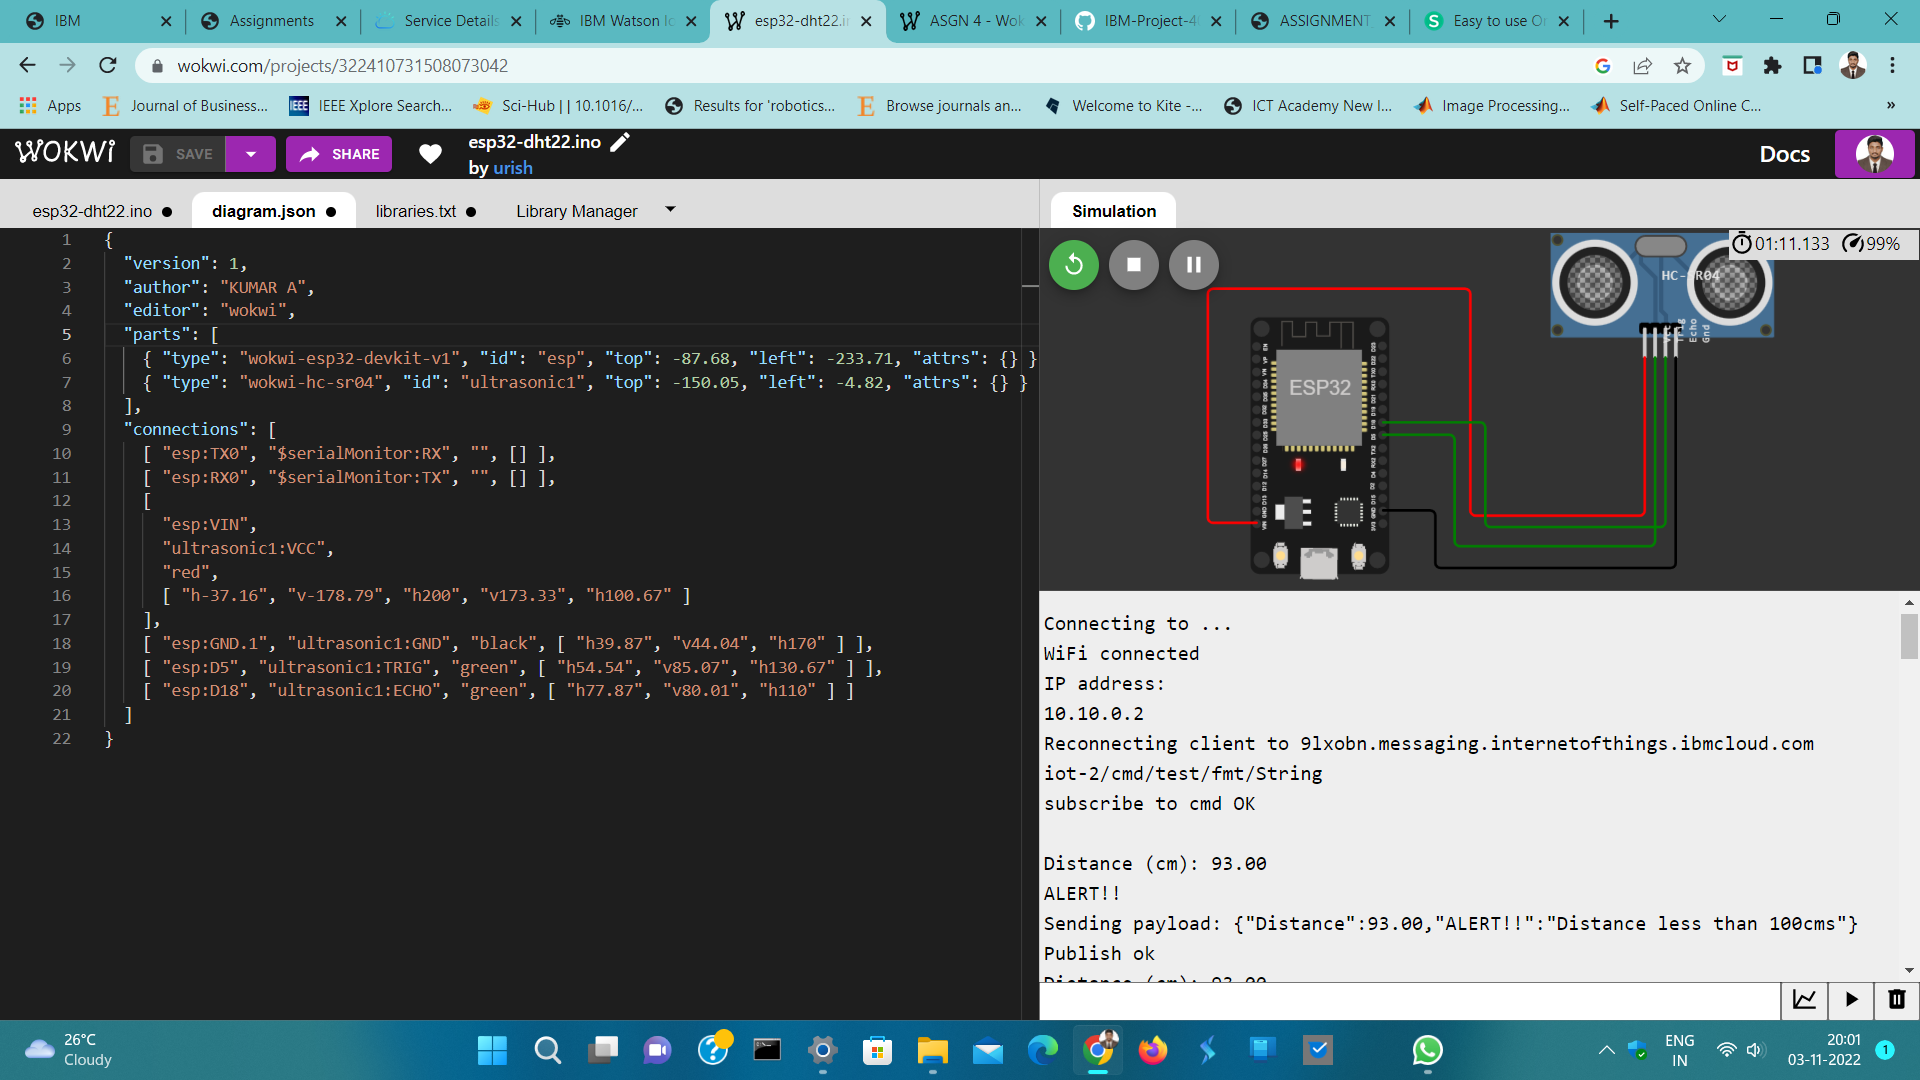 IBM
Assignments
Service Details
IBM Watson Io
esp32-dht22.i
ASGN 4 - Wok
IBM-Project-4
ASSIGNMENT
Easy to use On
wokwi.com/projects/322410731508073042
Apps
Journal of Business...
IEEE Xplore Search...
Sci-Hub | | 10.1016/...
Results for 'robotics...
Browse journals an...
Welcome to Kite -...
ICT Academy New I...
Image Processing...
Self-Paced Online C...
»
WOKWI
SAVE
SHARE
esp32-dht22.ino
by urish
Docs
esp32-dht22.ino ●
diagram.json ●
libraries.txt ●
Library Manager
Simulation
1 {
2 "version": 1,
3 "author": "KUMAR A",
4 "editor": "wokwi",
5 "parts": [
6 { "type": "wokwi-esp32-devkit-v1", "id": "esp", "top": -87.68, "left": -233.71, "attrs": {} }
7 { "type": "wokwi-hc-sr04", "id": "ultrasonic1", "top": -150.05, "left": -4.82, "attrs": {} }
8 ],
9 "connections": [
10 [ "esp:TX0", "$serialMonitor:RX", "", [] ],
11 [ "esp:RX0", "$serialMonitor:TX", "", [] ],
12 [
13 "esp:VIN",
14 "ultrasonic1:VCC",
15 "red",
16 [ "h-37.16", "v-178.79", "h200", "v173.33", "h100.67" ]
17 ],
18 [ "esp:GND.1", "ultrasonic1:GND", "black", [ "h39.87", "v44.04", "h170" ] ],
19 [ "esp:D5", "ultrasonic1:TRIG", "green", [ "h54.54", "v85.07", "h130.67" ] ],
20 [ "esp:D18", "ultrasonic1:ECHO", "green", [ "h77.87", "v80.01", "h110" ] ]
21 ]
22 }
01:11.133 99%
HC-SR04
Trig
Echo
Gnd
ESP32
Connecting to ...
WiFi connected
IP address:
10.10.0.2
Reconnecting client to 9lxobn.messaging.internetofthings.ibmcloud.com
iot-2/cmd/test/fmt/String
subscribe to cmd OK
Distance (cm): 93.00
ALERT!!
Sending payload: {"Distance":93.00,"ALERT!!":"Distance less than 100cms"}
Publish ok
Distance (cm): 93.00
26°C
Cloudy
ENG
IN
20:01
03-11-2022
1